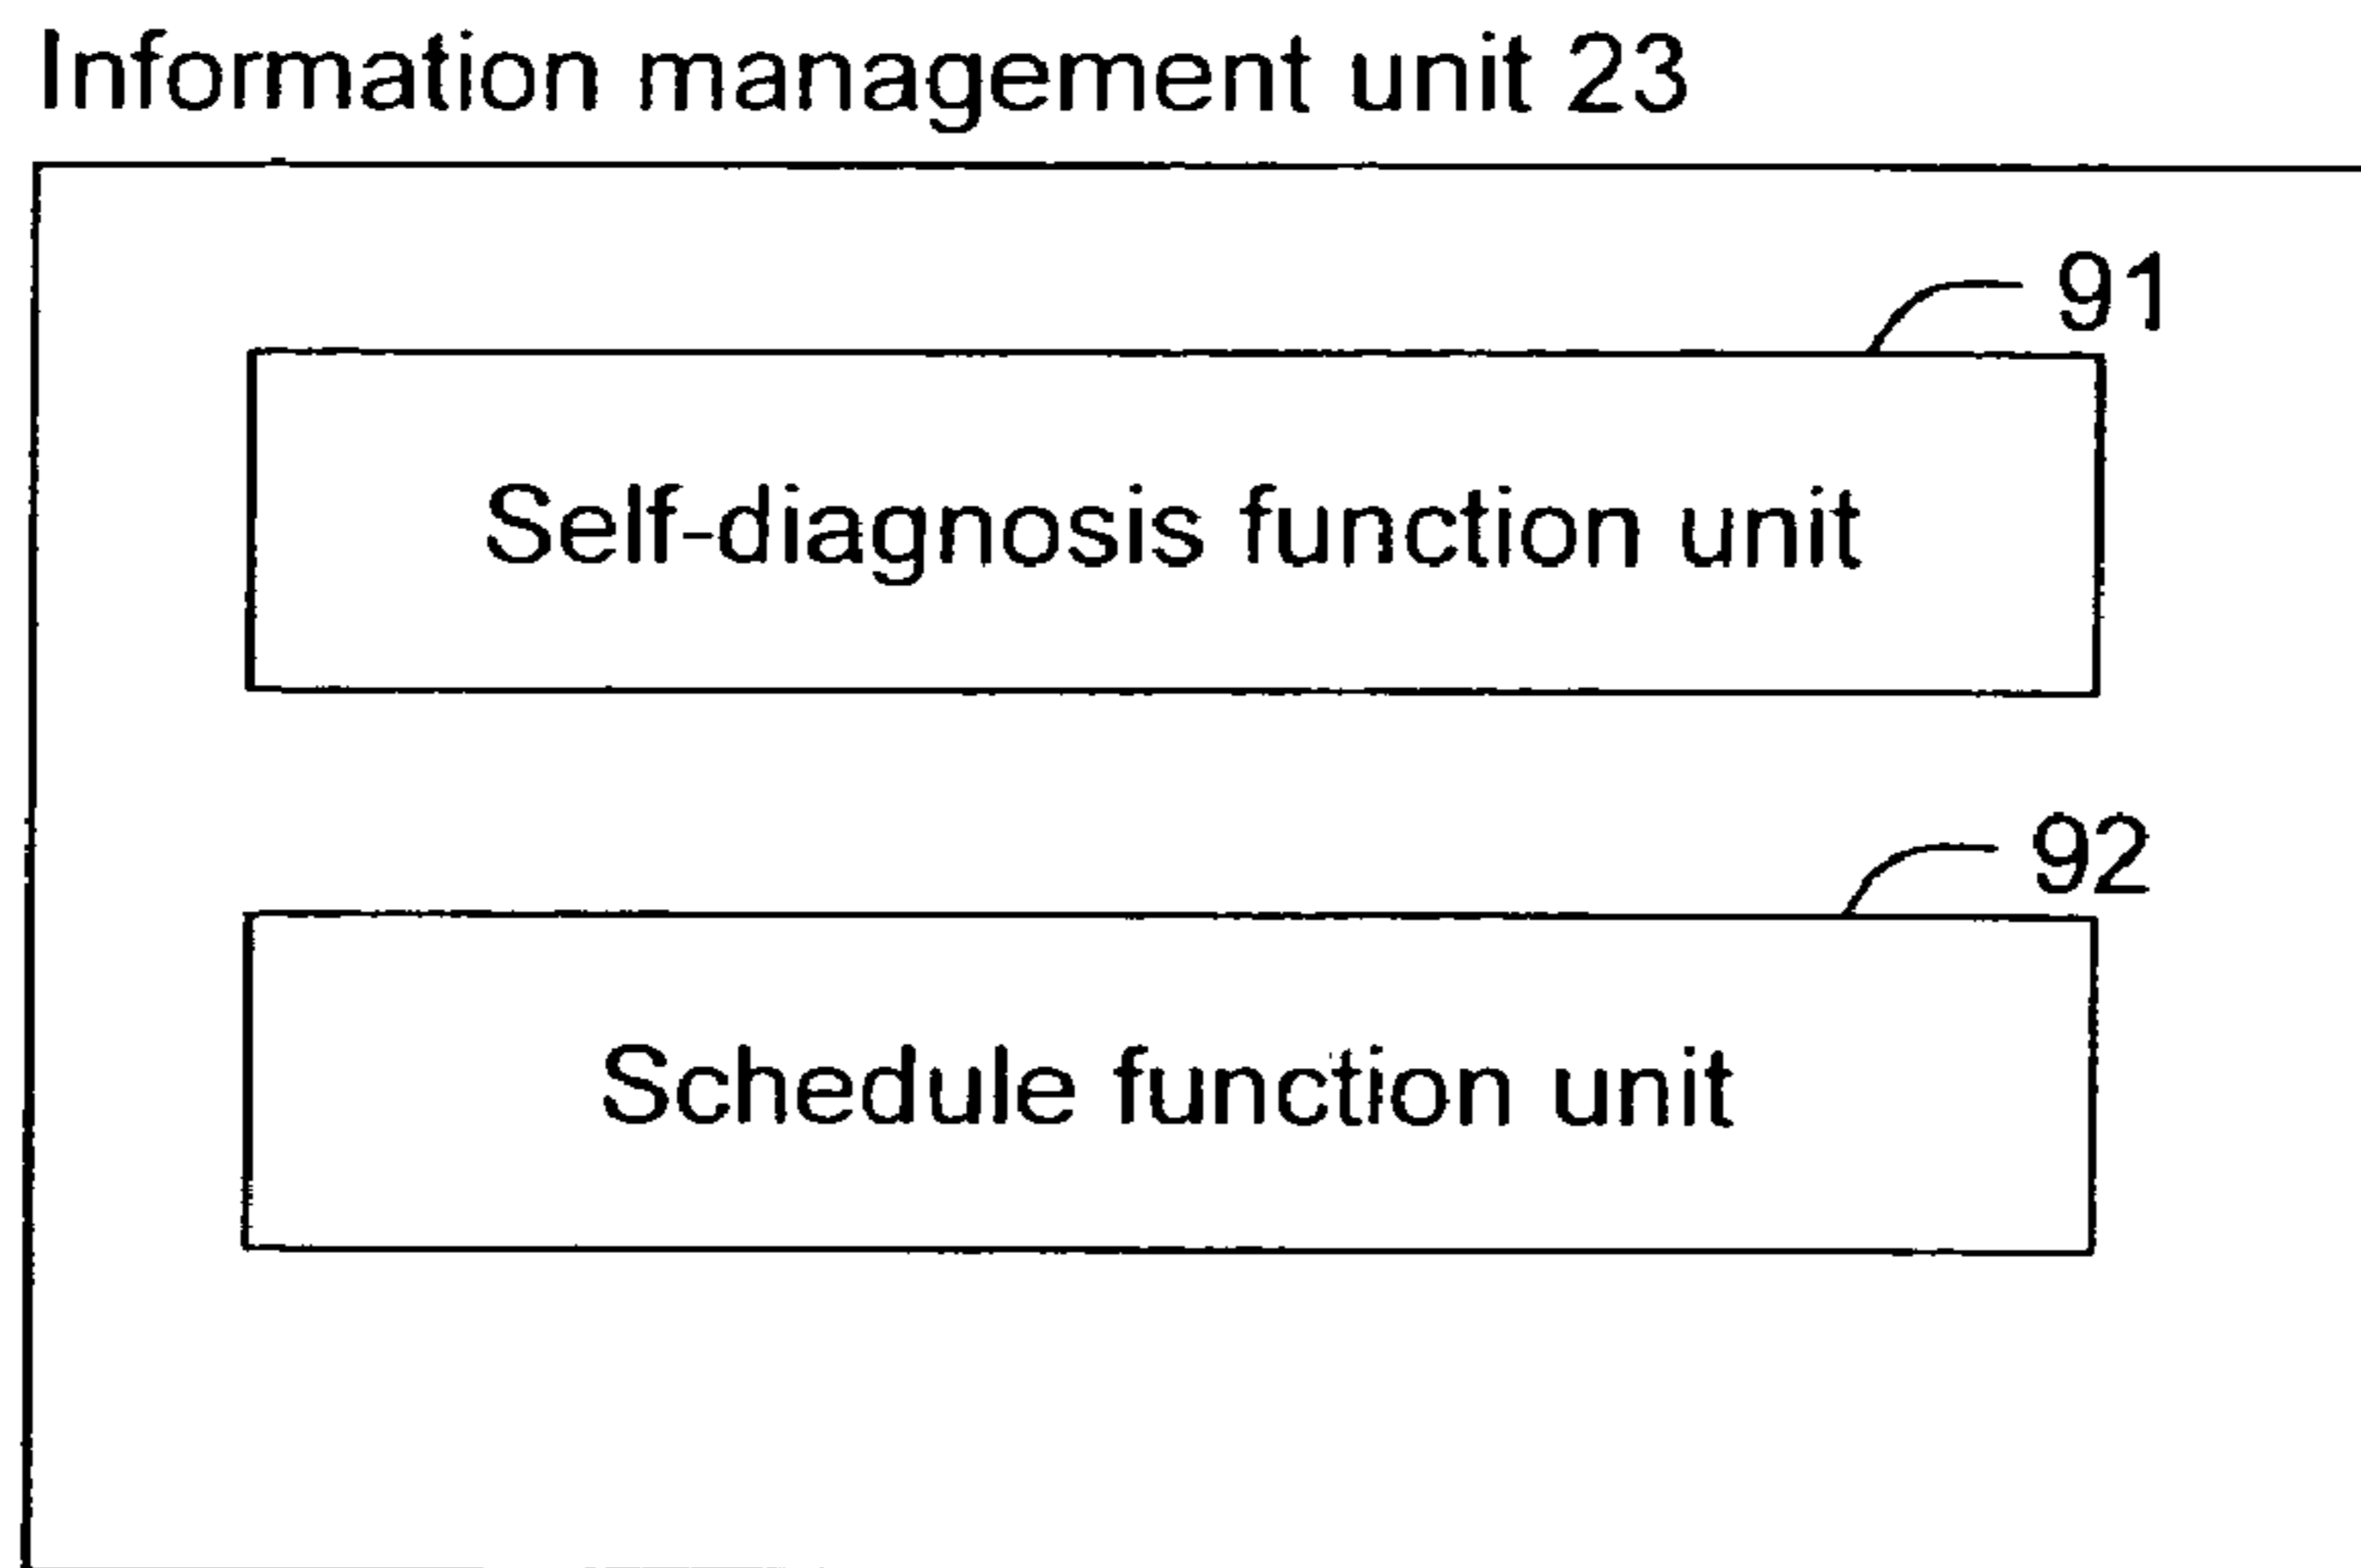 Information management unit 23
91
Self-diagnosis function unit
92
Schedule function unit